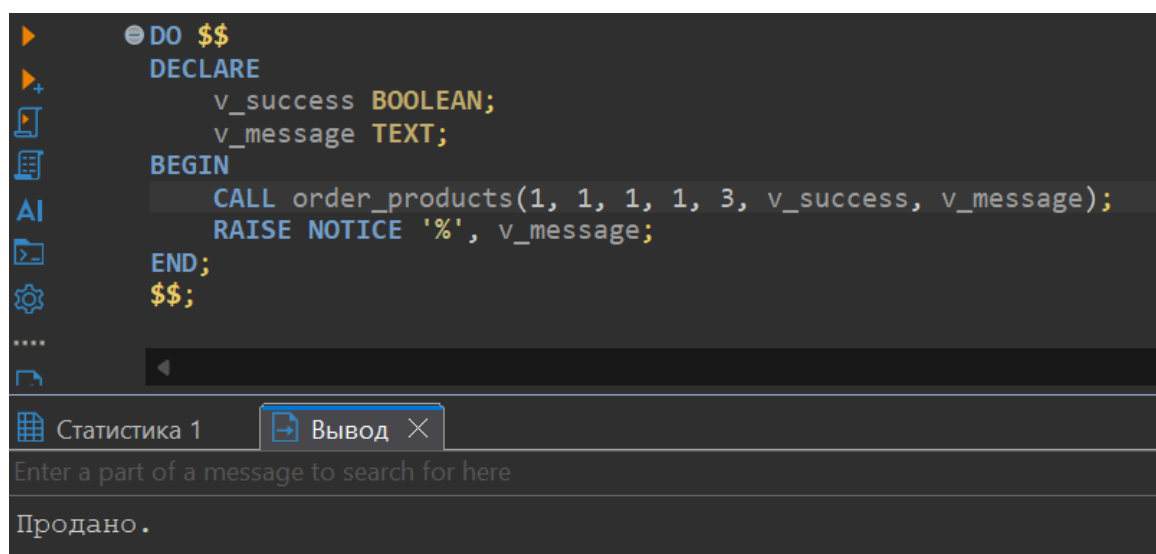 DO $$
DECLARE
v_success BOOLEAN;
v_message TEXT;
BEGIN
CALL order_products(1, 1, 1, 1, 3, v_success, v_message);
RAISE NOTICE '%', v_message;
END;
$$;
AI
Статистика 1
Вывод
Enter a part of a message to search for here
Продано.